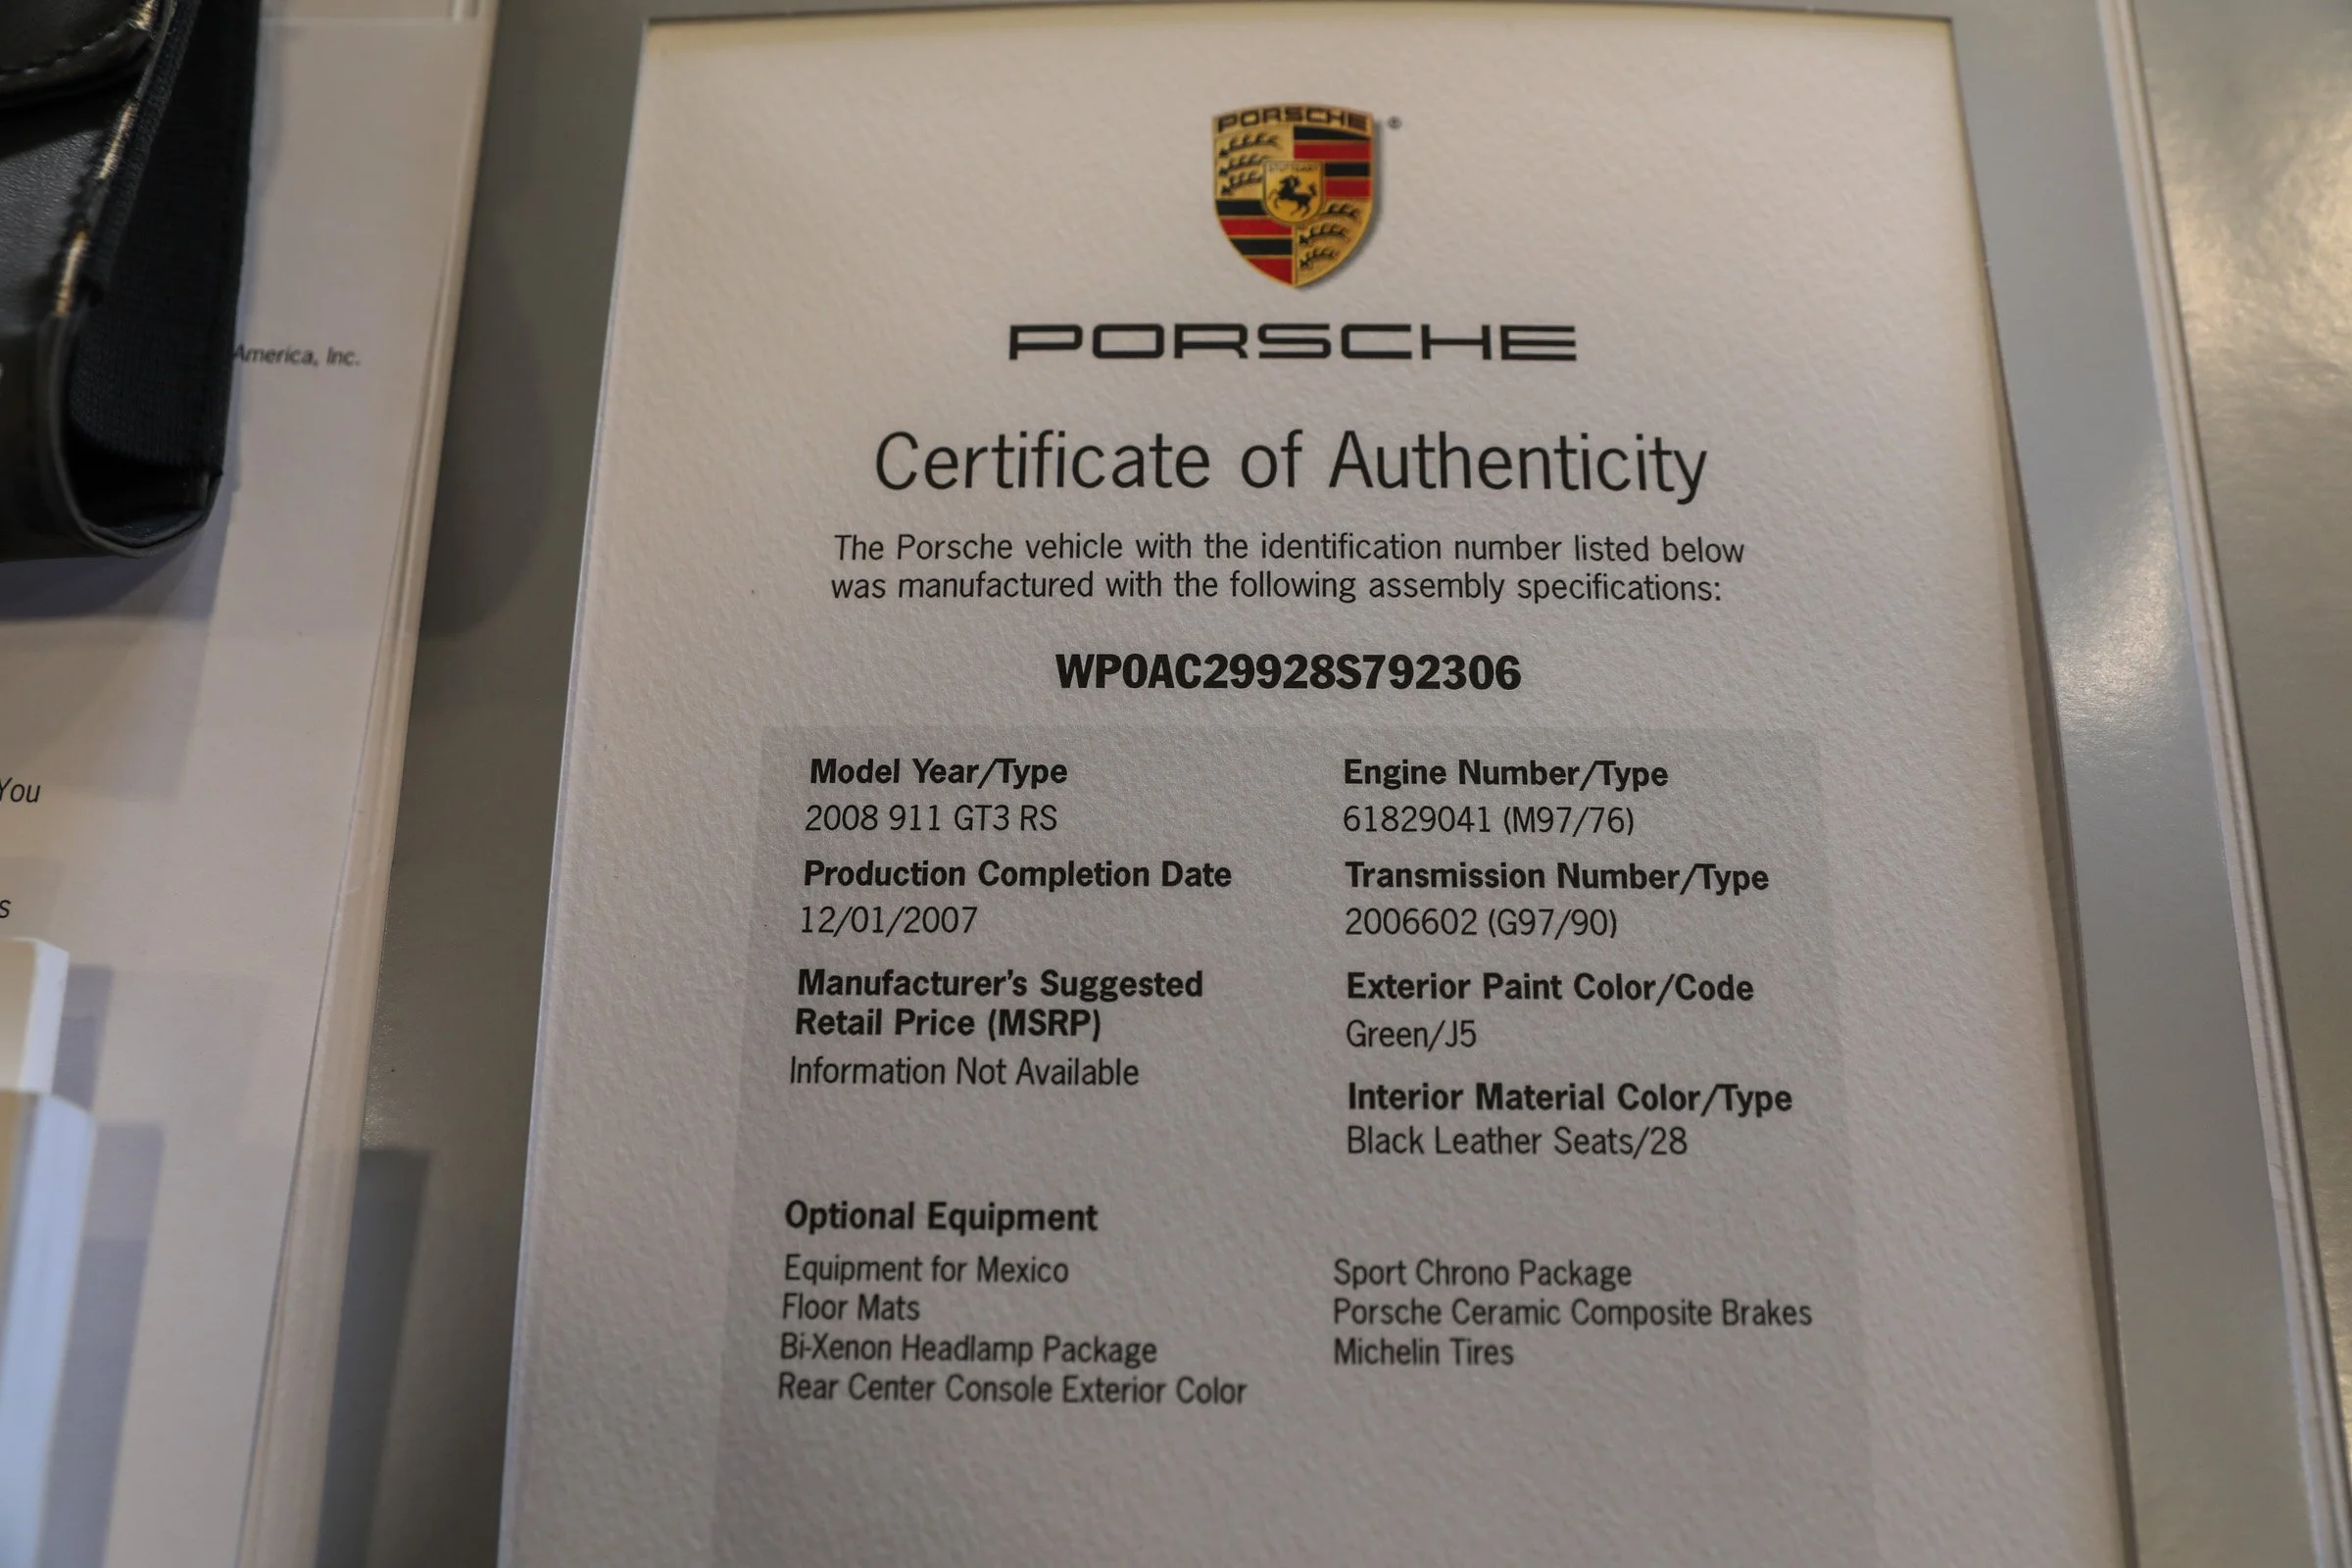 PORSCHE
STUTTGART
PORSCHE
Certificate of Authenticity
The Porsche vehicle with the identification number listed below
was manufactured with the following assembly specifications:
WP0AC29928S792306
Model Year/Type
2008 911 GT3 RS
Production Completion Date
12/01/2007
Manufacturer's Suggested
Retail Price (MSRP)
Information Not Available
Engine Number/Type
61829041 (M97/76)
Transmission Number/Type
2006602 (G97/90)
Exterior Paint Color/Code
Green/J5
Interior Material Color/Type
Black Leather Seats/28
Optional Equipment
Equipment for Mexico
Floor Mats
Bi-Xenon Headlamp Package
Rear Center Console Exterior Color
Sport Chrono Package
Porsche Ceramic Composite Brakes
Michelin Tires
America, Inc.
You